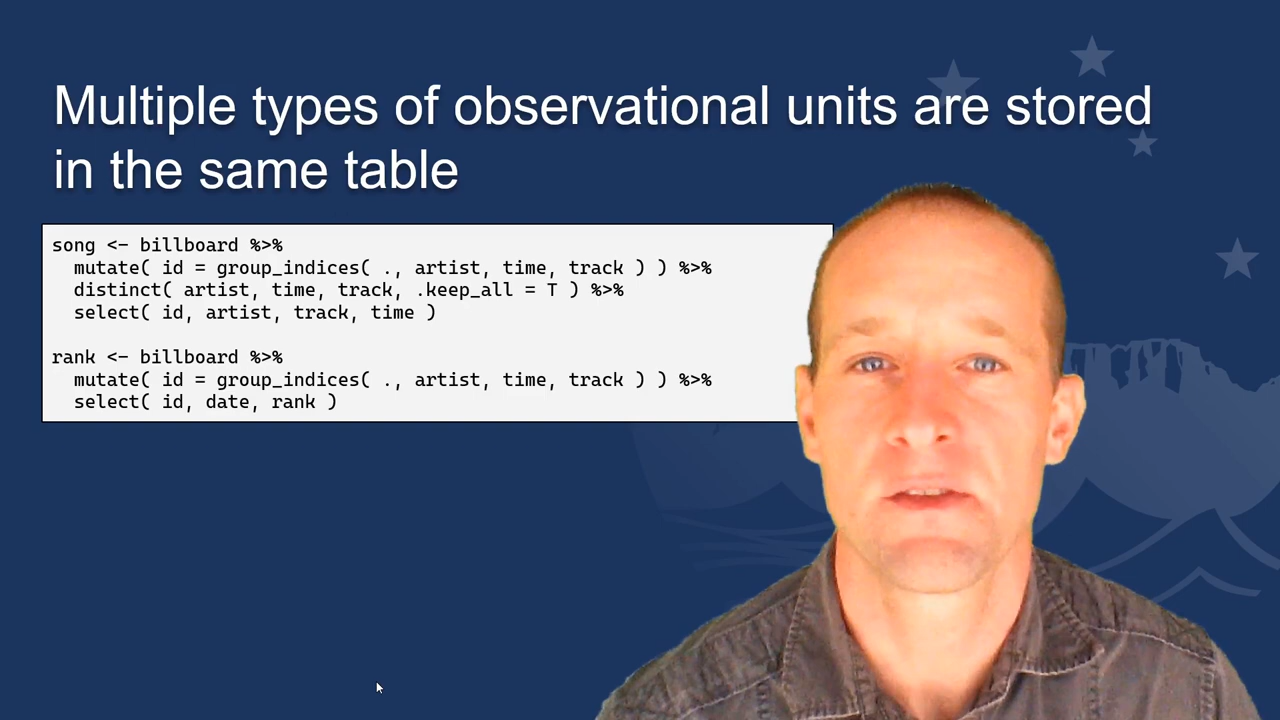 Multiple types of observational units are stored
in the same table
song <- billboard %>%
  mutate( id = group_indices( ., artist, time, track ) ) %>%
  distinct( artist, time, track, .keep_all = T ) %>%
  select( id, artist, track, time )
rank <- billboard %>%
  mutate( id = group_indices( ., artist, time, track ) ) %>%
  select( id, date, rank )